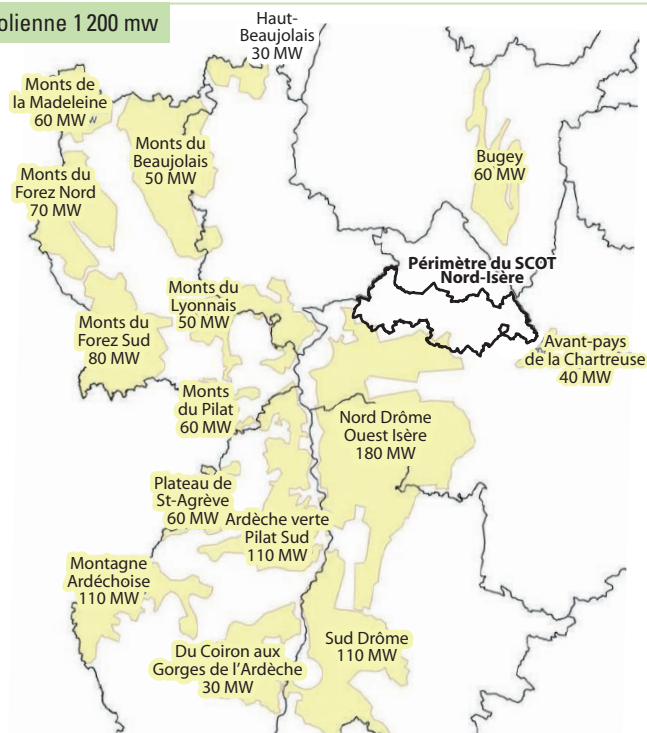 olienne 1 200 mw
Haut-
Beaujolais
30 MW
Monts de
la Madeleine
60 MW
Monts du
Beaujolais
50 MW
Bugey
60 MW
Monts du
Forez Nord
70 MW
Périmètre du SCOT
Nord-Isère
Monts du
Lyonnais
50 MW
Monts du
Forez Sud
80 MW
Avant-pays
de la Chartreuse
40 MW
Monts
du Pilat
60 MW
Nord Drôme
Ouest Isère
180 MW
Plateau de
St-Agrève
60 MW
Ardèche verte
Pilat Sud
110 MW
Montagne
Ardéchoise
110 MW
Sud Drôme
110 MW
Du Coiron aux
Gorges de l'Ardèche
30 MW